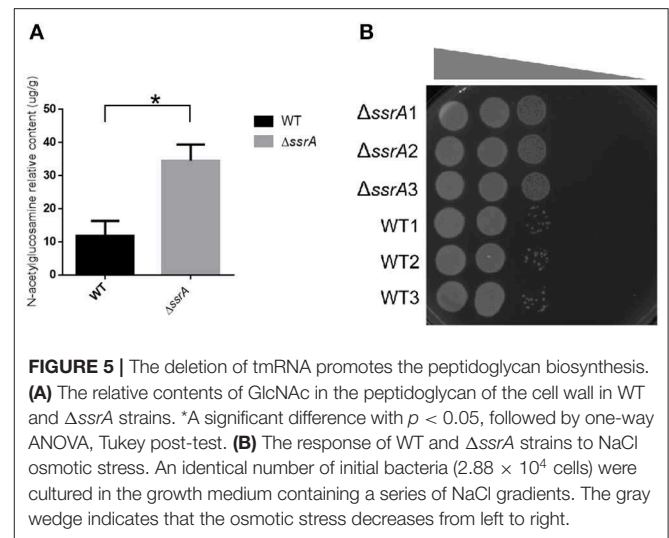 A
*
WT
ΔssrA
N-acetylglucosamine relative content (ug/g)
50
40
30
20
10
0
WT
ΔssrA
B
ΔssrA1
ΔssrA2
ΔssrA3
WT1
WT2
WT3
FIGURE 5 | The deletion of tmRNA promotes the peptidoglycan biosynthesis.
(A) The relative contents of GlcNAc in the peptidoglycan of the cell wall in WT
and ΔssrA strains. *A significant difference with p < 0.05, followed by one-way
ANOVA, Tukey post-test. (B) The response of WT and ΔssrA strains to NaCl
osmotic stress. An identical number of initial bacteria (2.88 × 10⁴ cells) were
cultured in the growth medium containing a series of NaCl gradients. The gray
wedge indicates that the osmotic stress decreases from left to right.